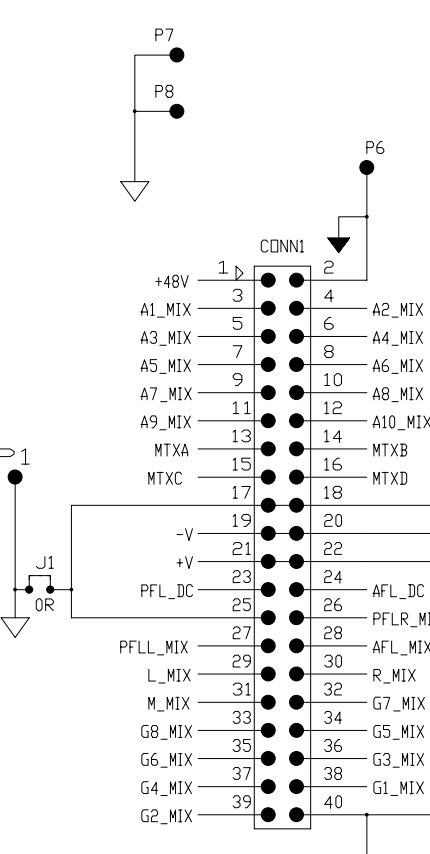 P7
P8
P6
CONN1
1 2
+48V
3 4
A1_MIX A2_MIX
5 6
A3_MIX A4_MIX
7 8
A5_MIX A6_MIX
9 10
A7_MIX A8_MIX
11 12
A9_MIX A10_MIX
13 14
MTXA MTXB
1
15 16
MTXC MTXD
17 18
19 20
-V
21 22
+V
J1
23 24
PFL_DC AFL_DC
0R
25 26
PFLR_MI
27 28
PFLL_MIX AFL_MIX
29 30
L_MIX R_MIX
31 32
M_MIX G7_MIX
33 34
G8_MIX G5_MIX
35 36
G6_MIX G3_MIX
37 38
G4_MIX G1_MIX
39 40
G2_MIX